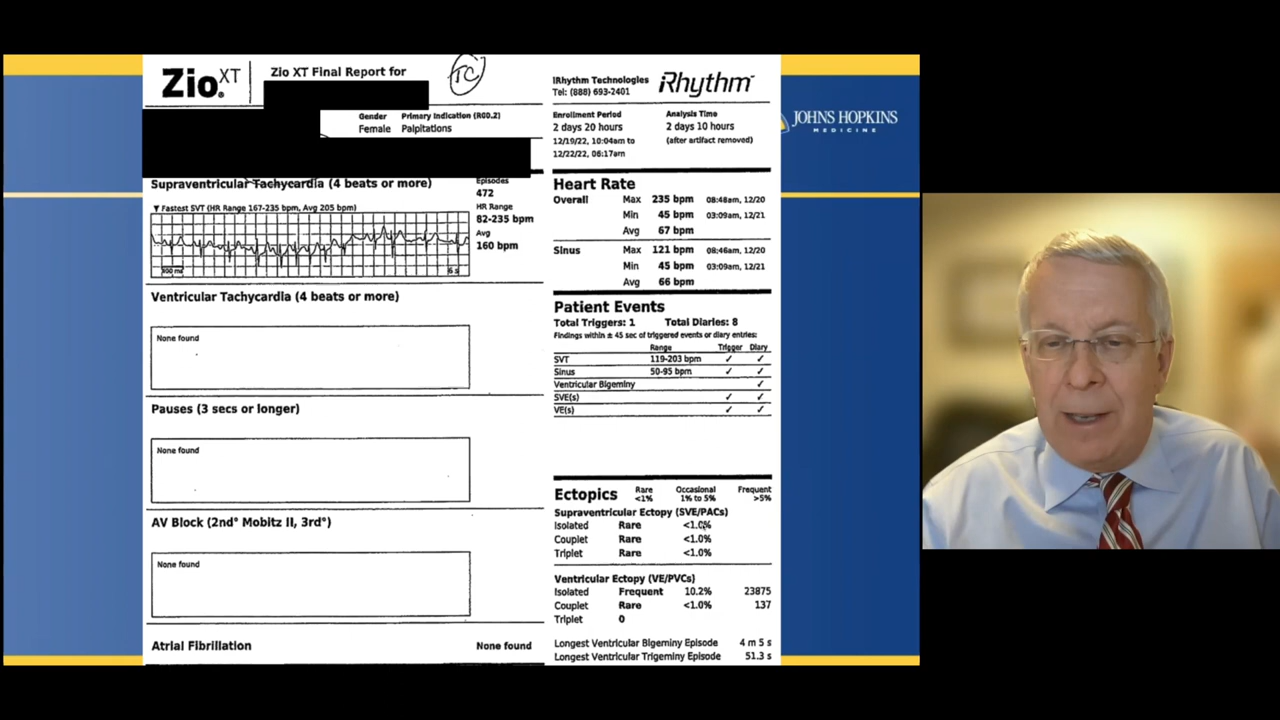 Zio.XT
Zio XT Final Report for
TC
iRhythm Technologies
Tel: (888) 693-2401
iRhythm
Gender Primary Indication (R00.2)
Female Palpitations
Enrollment Period
2 days 20 hours
12/19/22, 10:04am to
12/22/22, 06:17am
Analysis Time
2 days 10 hours
(after artifact removed)
JOHNS HOPKINS
MEDICINE
Supraventricular Tachycardia (4 beats or more)
▼ Fastest SVT (HR Range 167-235 bpm, Avg 205 bpm)
6 s
Episodes
472
HR Range
82-235 bpm
Avg
160 bpm
Ventricular Tachycardia (4 beats or more)
None found
Pauses (3 secs or longer)
None found
AV Block (2nd° Mobitz II, 3rd°)
None found
Atrial Fibrillation None found
Heart Rate
Overall Max 235 bpm 08:48am, 12/20
Min 45 bpm 03:09am, 12/21
Avg 67 bpm
Sinus Max 121 bpm 08:46am, 12/20
Min 45 bpm 03:09am, 12/21
Avg 66 bpm
Patient Events
Total Triggers: 1 Total Diaries: 8
Findings within ± 45 sec of triggered events or diary entries:
Range Trigger Diary
SVT 119-203 bpm ✓ ✓
Sinus 50-95 bpm ✓ ✓
Ventricular Bigeminy ✓
SVE(s) ✓ ✓
VE(s) ✓ ✓
Ectopics Rare Occasional Frequent
<1% 1% to 5% >5%
Supraventricular Ectopy (SVE/PACs)
Isolated Rare <1.0%
Couplet Rare <1.0%
Triplet Rare <1.0%
Ventricular Ectopy (VE/PVCs)
Isolated Frequent 10.2% 23875
Couplet Rare <1.0% 137
Triplet 0
Longest Ventricular Bigeminy Episode 4 m 5 s
Longest Ventricular Trigeminy Episode 51.3 s